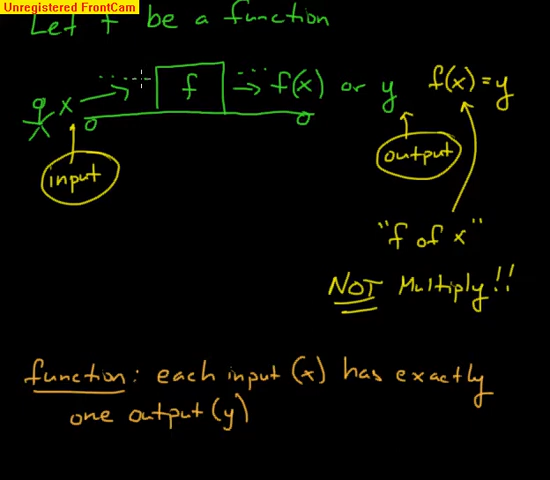 Unregistered FrontCam
Let f be a function
x f f(x) or y f(x) = y
input
output
"f of x"
NOT Multiply!!
function: each input (x) has exactly
one output (y)